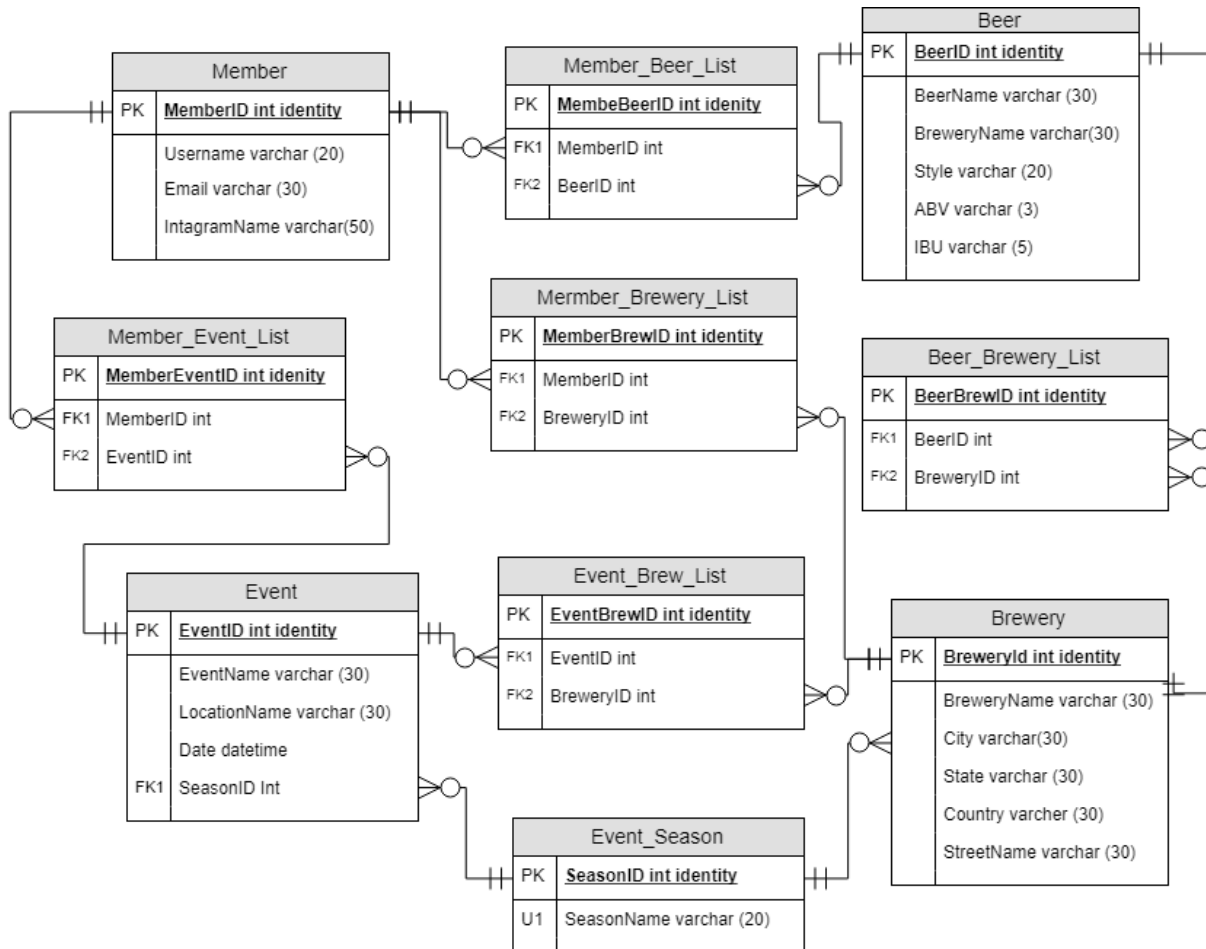 Member
PK MemberID int identity
Username varchar (20)
Email varchar (30)
IntagramName varchar(50)
Member_Beer_List
PK MembeBeerID int idenity
FK1 MemberID int
FK2 BeerID int
Beer
PK BeerID int identity
BeerName varchar (30)
BreweryName varchar(30)
Style varchar (20)
ABV varchar (3)
IBU varchar (5)
Member_Event_List
PK MemberEventID int idenity
FK1 MemberID int
FK2 EventID int
Mermber_Brewery_List
PK MemberBrewID int identity
FK1 MemberID int
FK2 BreweryID int
Beer_Brewery_List
PK BeerBrewID int identity
FK1 BeerID int
FK2 BreweryID int
Event
PK EventID int identity
EventName varchar (30)
LocationName varchar (30)
Date datetime
FK1 SeasonID Int
Event_Brew_List
PK EventBrewID int identity
FK1 EventID int
FK2 BreweryID int
Brewery
PK BreweryId int identity
BreweryName varchar (30)
City varchar(30)
State varchar (30)
Country varcher (30)
StreetName varchar (30)
Event_Season
PK SeasonID int identity
U1 SeasonName varchar (20)